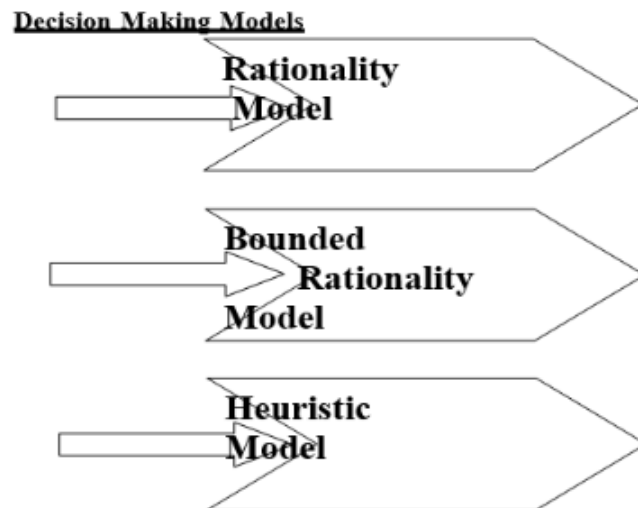 Decision Making Models
Rationality
Model
Bounded
Rationality
Model
Heuristic
Model